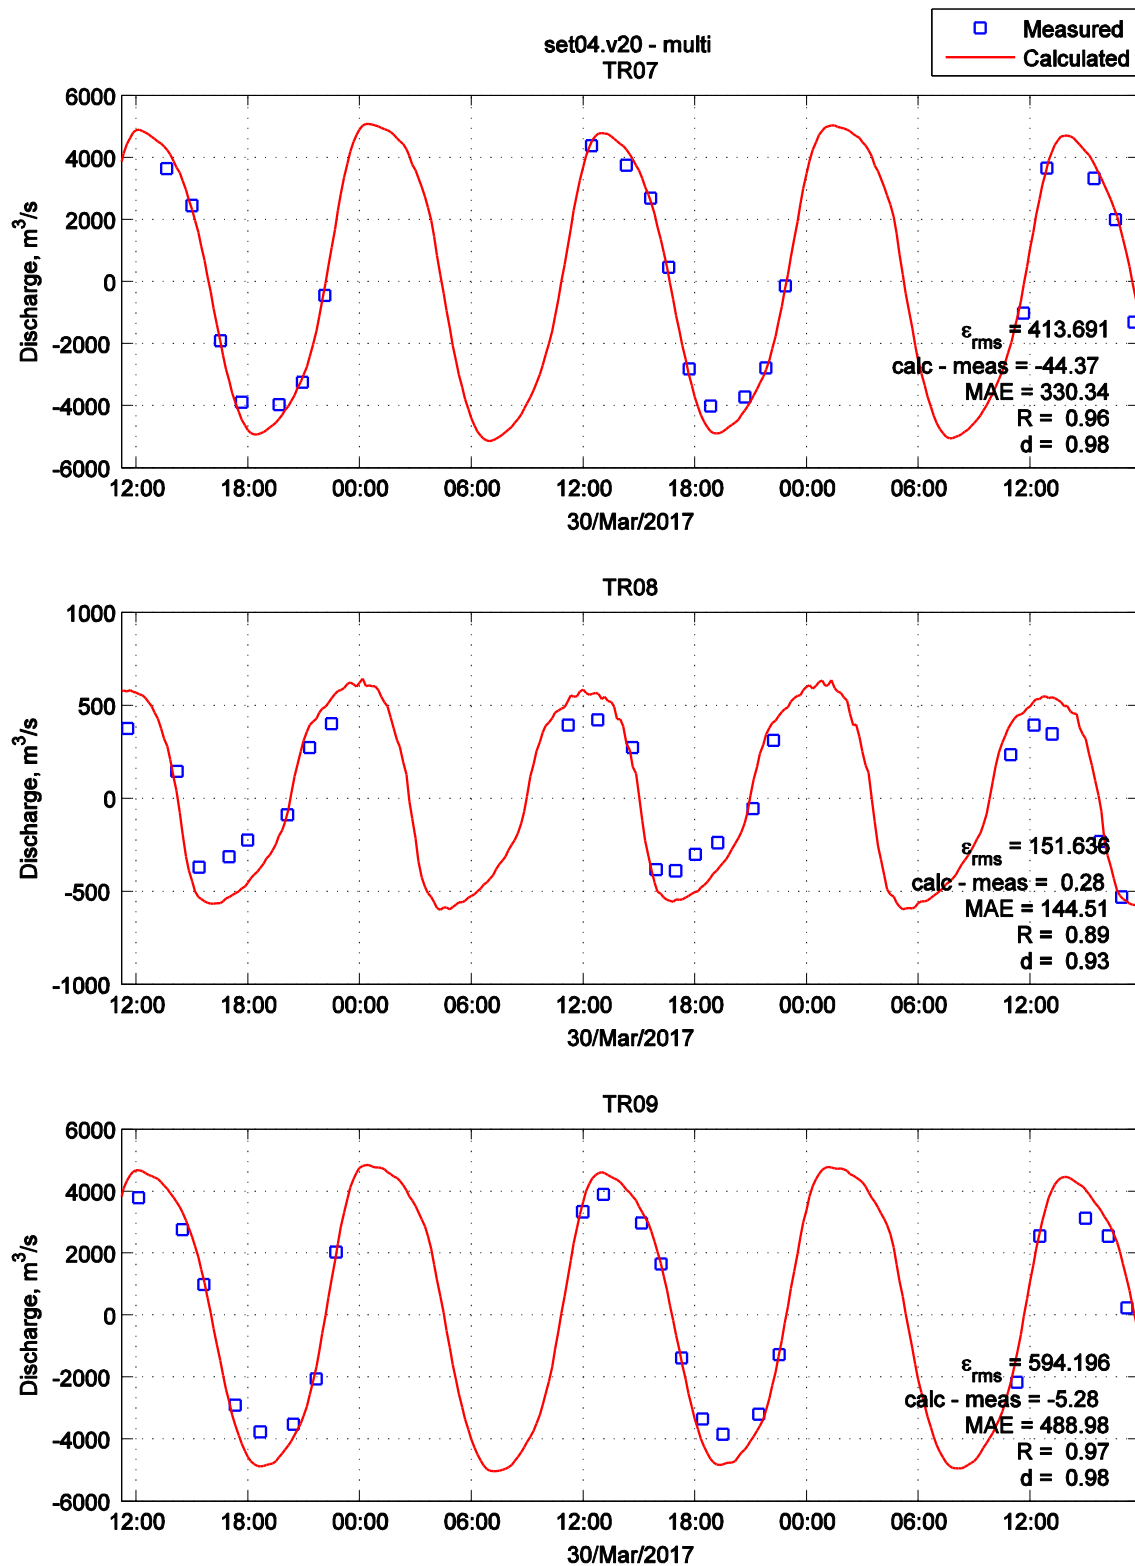 set04.v20 - multi
TR07
Measured
Calculated
6000
4000
2000
0
-2000
-4000
-6000
Discharge, m³/s
εrms = 413.691
calc - meas = -44.37
MAE = 330.34
R = 0.96
d = 0.98
12:00 18:00 00:00 06:00 12:00 18:00 00:00 06:00 12:00
30/Mar/2017
TR08
1000
500
0
-500
-1000
Discharge, m³/s
εrms = 151.636
calc - meas = 0.28
MAE = 144.51
R = 0.89
d = 0.93
12:00 18:00 00:00 06:00 12:00 18:00 00:00 06:00 12:00
30/Mar/2017
TR09
6000
4000
2000
0
-2000
-4000
-6000
Discharge, m³/s
εrms = 594.196
calc - meas = -5.28
MAE = 488.98
R = 0.97
d = 0.98
12:00 18:00 00:00 06:00 12:00 18:00 00:00 06:00 12:00
30/Mar/2017